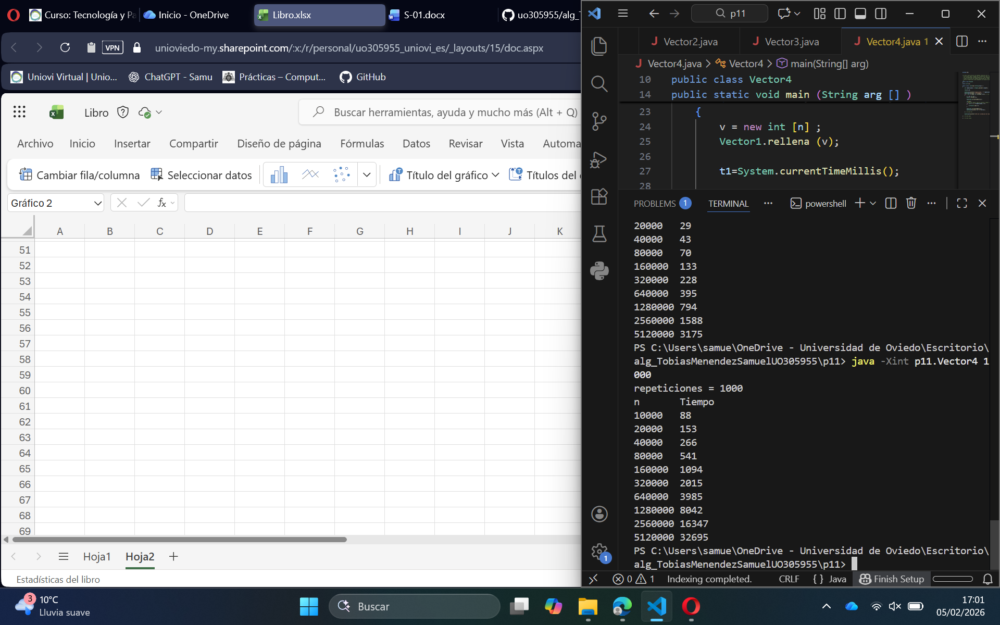 Curso: Tecnología y Pa
Inicio - OneDrive
Libro.xlsx
S-01.docx
uo305955/alg_T
VPN
unioviedo-my.sharepoint.com/:x:/r/personal/uo305955_uniovi_es/_layouts/15/doc.aspx
Uniovi Virtual | Unio...
ChatGPT - Samu
Prácticas – Comput...
GitHub
Libro
Buscar herramientas, ayuda y mucho más (Alt + Q)
Archivo Inicio Insertar Compartir Diseño de página Fórmulas Datos Revisar Vista Automa
Cambiar fila/columna Seleccionar datos Título del gráfico Títulos del
Gráfico 2
fx
A B C D E F G H I J K
51
52
53
54
55
56
57
58
59
60
61
62
63
64
65
66
67
68
69
Hoja1 Hoja2
Estadísticas del libro
p11
Vector2.java Vector3.java Vector4.java 1
Vector4.java > Vector4 > main(String[] arg)
10 public class Vector4
14 public static void main (String arg [] )
23 {
24 v = new int [n] ;
25 Vector1.rellena (v);
26
27 t1=System.currentTimeMillis();
28
PROBLEMS 1 TERMINAL ··· powershell
20000 29
40000 43
80000 70
160000 133
320000 228
640000 395
1280000 794
2560000 1588
5120000 3175
PS C:\Users\samue\OneDrive - Universidad de Oviedo\Escritorio\
alg_TobiasMenendezSamuelUO305955\p11> java -Xint p11.Vector4 1
000
repeticiones = 1000
n Tiempo
10000 88
20000 153
40000 266
80000 541
160000 1094
320000 2015
640000 3985
1280000 8042
2560000 16347
5120000 32695
PS C:\Users\samue\OneDrive - Universidad de Oviedo\Escritorio\
alg_TobiasMenendezSamuelUO305955\p11>
1
0 1 Indexing completed. CRLF { } Java Finish Setup
3
10°C
Lluvia suave
Buscar
17:01
05/02/2026